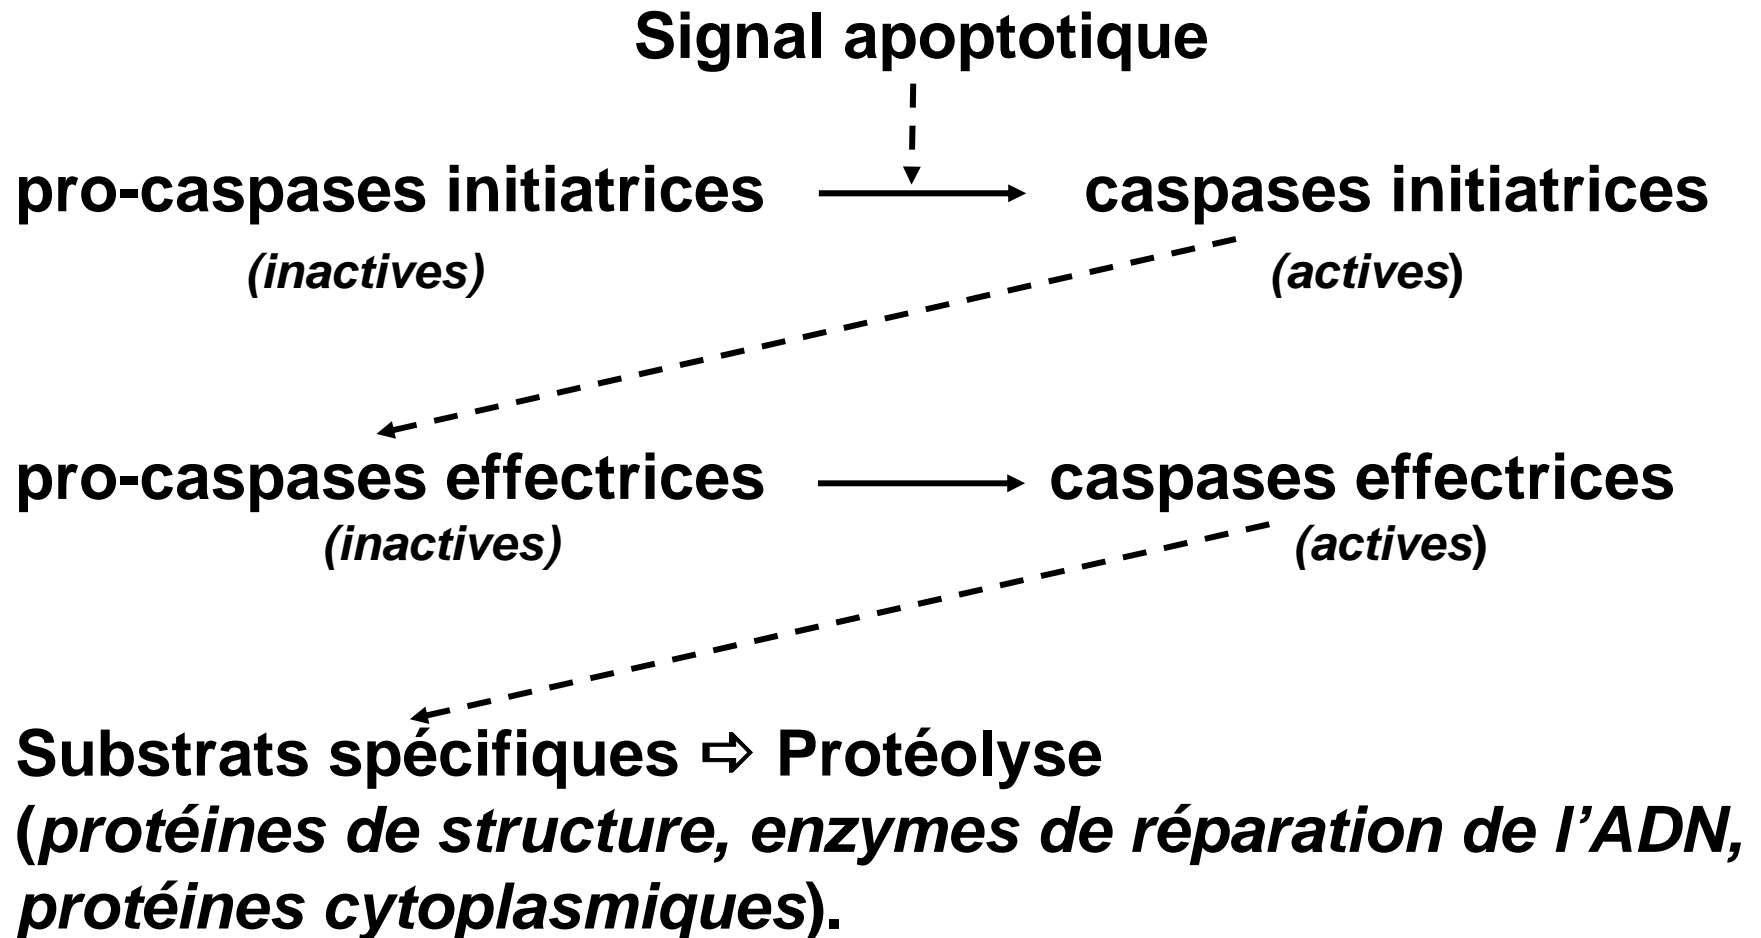 Signal apoptotique
pro-caspases initiatrices caspases initiatrices
(inactives) (actives)
pro-caspases effectrices caspases effectrices
(inactives) (actives)
Substrats spécifiques ⇨ Protéolyse
(protéines de structure, enzymes de réparation de l’ADN,
protéines cytoplasmiques).